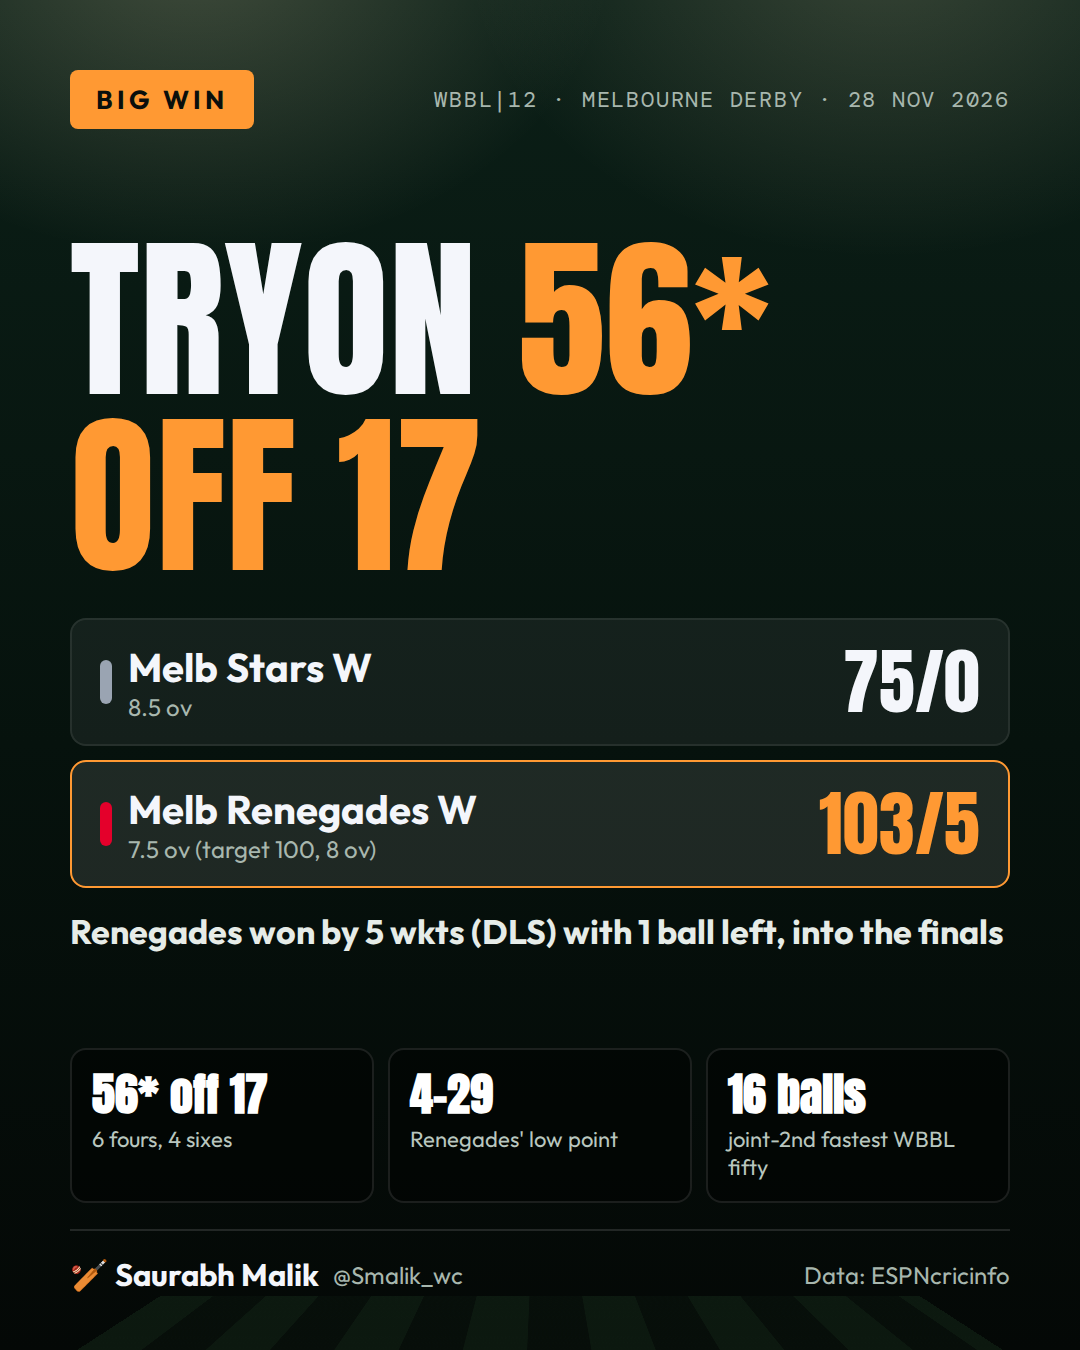 BIG WIN
WBBL|12 · MELBOURNE DERBY · 28 NOV 2026
TRYON 56*
OFF 17
Melb Stars W
8.5 ov
75/0
Melb Renegades W
7.5 ov (target 100, 8 ov)
103/5
Renegades won by 5 wkts (DLS) with 1 ball left, into the finals
56* off 17
6 fours, 4 sixes
4-29
Renegades' low point
16 balls
joint-2nd fastest WBBL
fifty
Saurabh Malik @Smalik_wc
Data: ESPNcricinfo